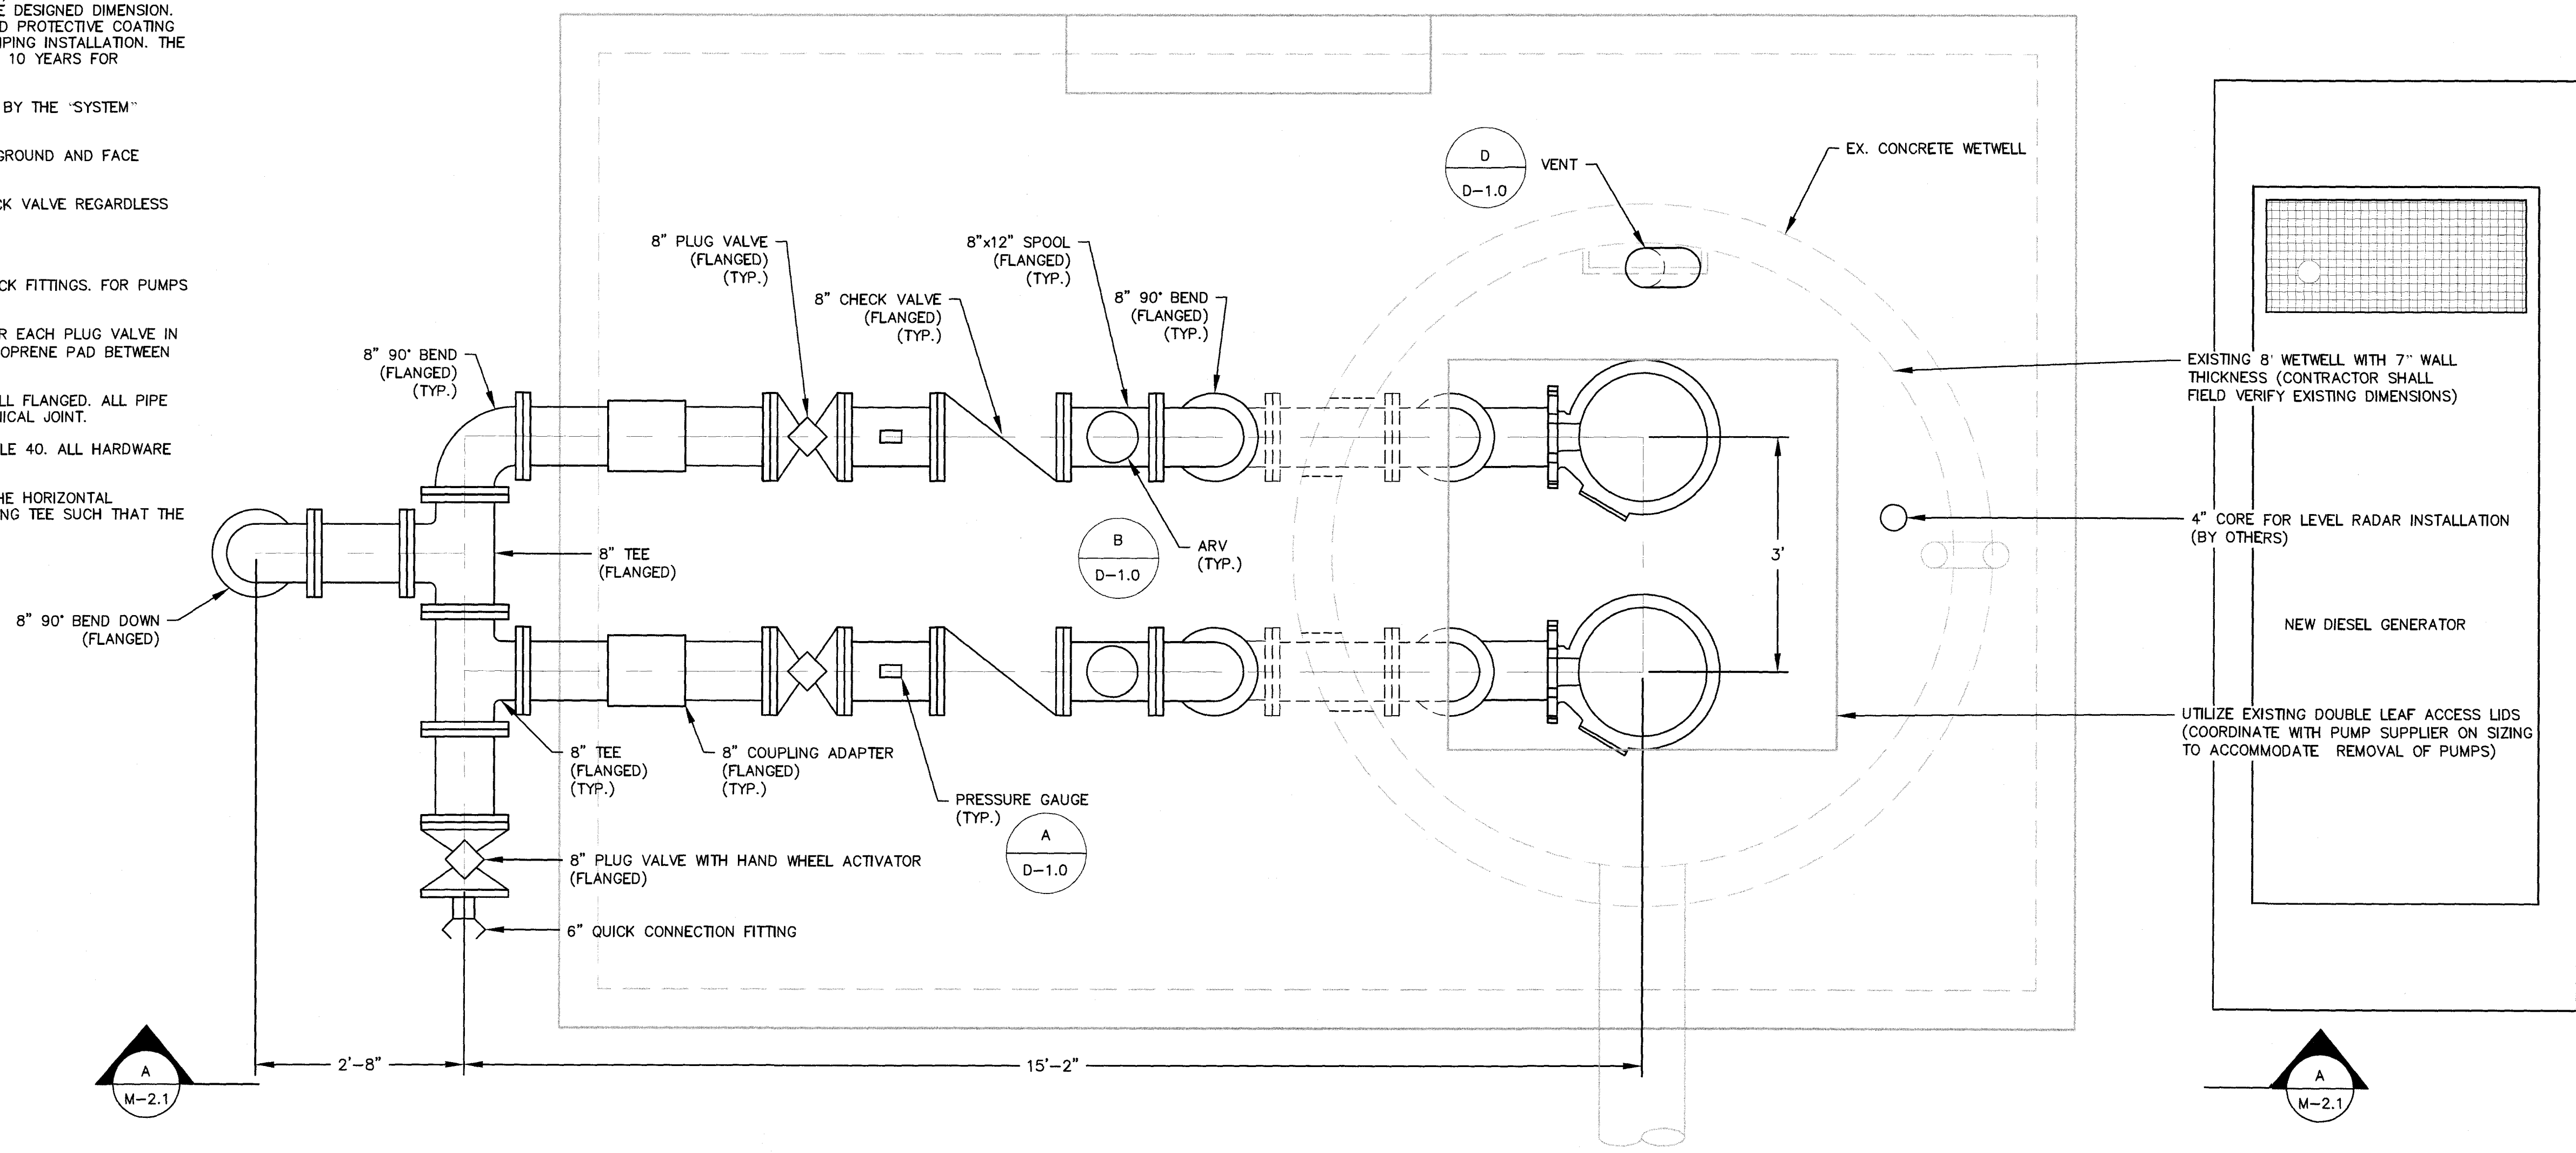 E DESIGNED DIMENSION.
D PROTECTIVE COATING
IPING INSTALLATION. THE
10 YEARS FOR
BY THE "SYSTEM"
GROUND AND FACE
CK VALVE REGARDLESS
CK FITTINGS. FOR PUMPS
R EACH PLUG VALVE IN
OPRENE PAD BETWEEN
LL FLANGED. ALL PIPE
NICAL JOINT.
LE 40. ALL HARDWARE
HE HORIZONTAL
NG TEE SUCH THAT THE
8" 90° BEND DOWN
(FLANGED)
8" 90° BEND
(FLANGED)
(TYP.)
8" PLUG VALVE
(FLANGED)
(TYP.)
8" CHECK VALVE
(FLANGED)
(TYP.)
8"x12" SPOOL
(FLANGED)
(TYP.)
8" 90° BEND
(FLANGED)
(TYP.)
D
D-1.0
VENT
EX. CONCRETE WETWELL
8" TEE
(FLANGED)
B
D-1.0
ARV
(TYP.)
3'
EXISTING 8' WETWELL WITH 7" WALL
THICKNESS (CONTRACTOR SHALL
FIELD VERIFY EXISTING DIMENSIONS)
4" CORE FOR LEVEL RADAR INSTALLATION
(BY OTHERS)
NEW DIESEL GENERATOR
UTILIZE EXISTING DOUBLE LEAF ACCESS LIDS
(COORDINATE WITH PUMP SUPPLIER ON SIZING
TO ACCOMMODATE REMOVAL OF PUMPS)
8" TEE
(FLANGED)
(TYP.)
8" COUPLING ADAPTER
(FLANGED)
(TYP.)
PRESSURE GAUGE
(TYP.)
A
D-1.0
8" PLUG VALVE WITH HAND WHEEL ACTIVATOR
(FLANGED)
6" QUICK CONNECTION FITTING
2'-8"
15'-2"
A
M-2.1
A
M-2.1